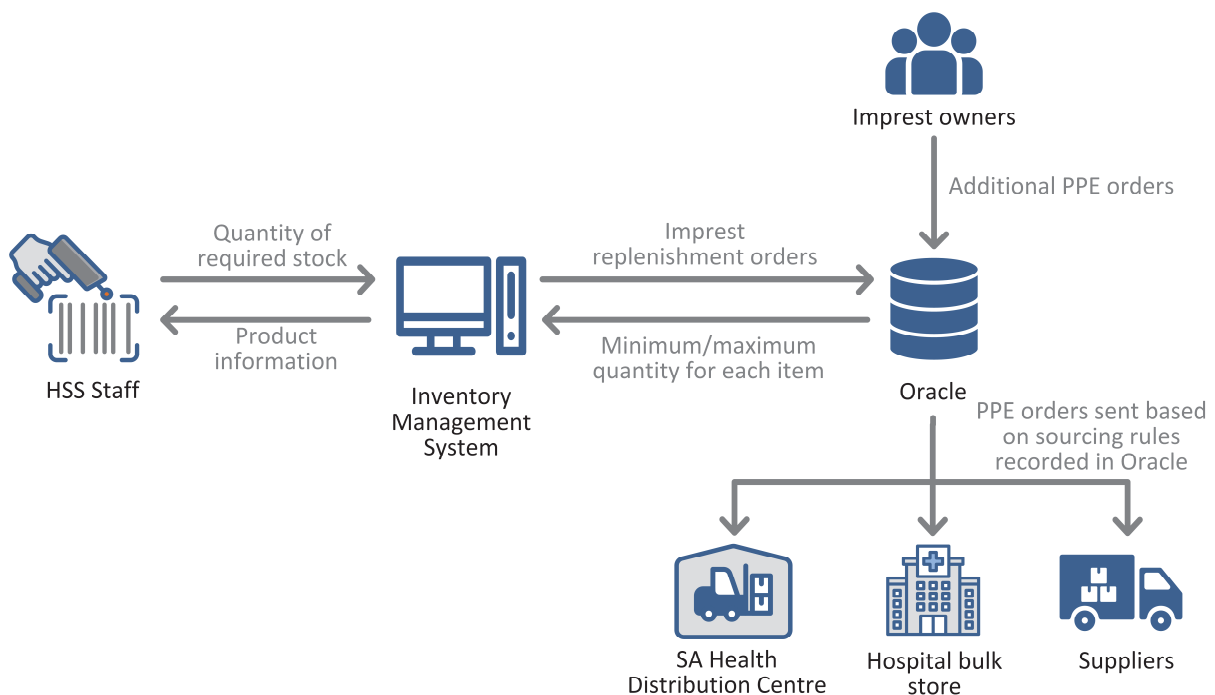 Imprest owners
Additional PPE orders
Quantity of
required stock
Imprest
replenishment orders
Product
information
Minimum/maximum
quantity for each item
HSS Staff
Inventory
Management
System
Oracle
PPE orders sent based
on sourcing rules
recorded in Oracle
SA Health
Distribution Centre
Hospital bulk
store
Suppliers